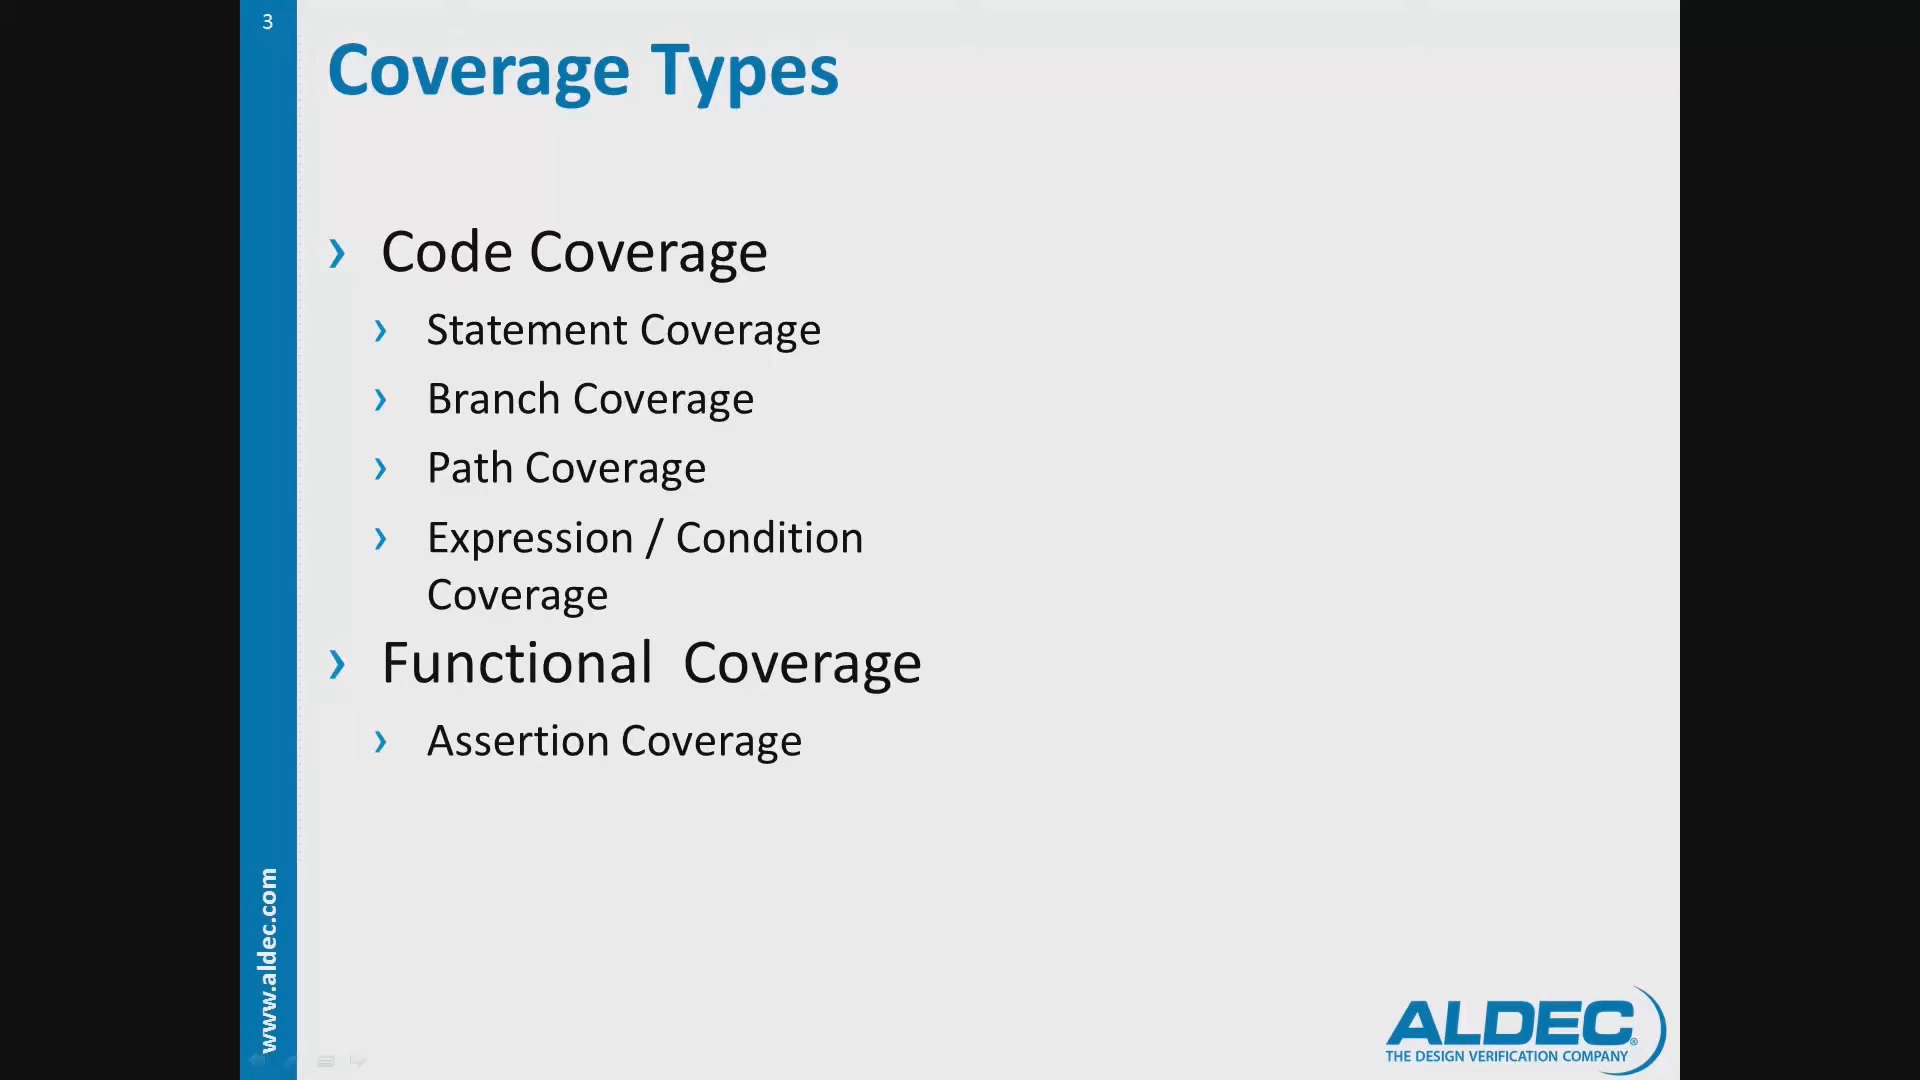 3
Coverage Types
› Code Coverage
› Statement Coverage
› Branch Coverage
› Path Coverage
› Expression / Condition
Coverage
› Functional  Coverage
› Assertion Coverage
www.aldec.com
ALDEC®
THE DESIGN VERIFICATION COMPANY